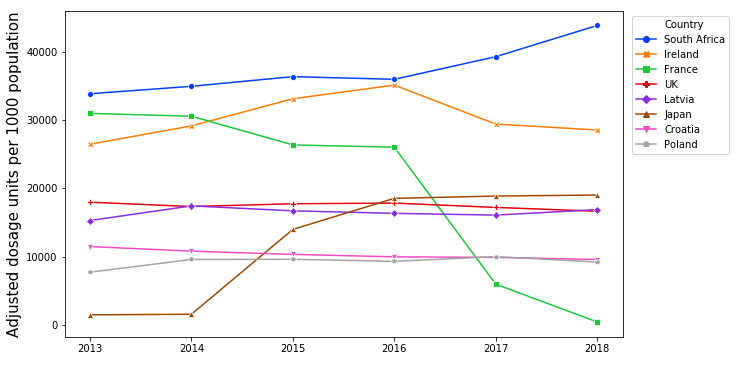 Adjusted dosage units per 1000 population
40000
30000
20000
10000
0
2013 2014 2015 2016 2017 2018
Country
South Africa
Ireland
France
UK
Latvia
Japan
Croatia
Poland